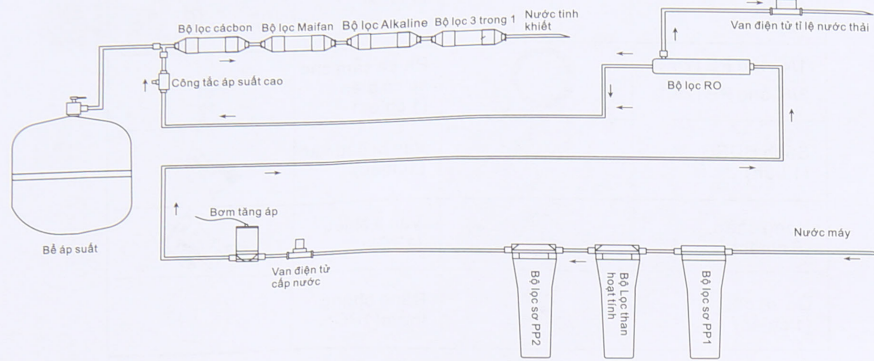 Bộ lọc cácbon
Bộ lọc Maifan
Bộ lọc Alkaline
Bộ lọc 3 trong 1
Nước tinh
khiết
Van điện từ tỉ lệ nước thải
Công tắc áp suất cao
Bộ lọc RO
Bể áp suất
Bơm tăng áp
Van điện từ
cấp nước
Nước máy
Bộ lọc sơ PP2
Bộ Lọc than
hoạt tính
Bộ lọc sơ PP1